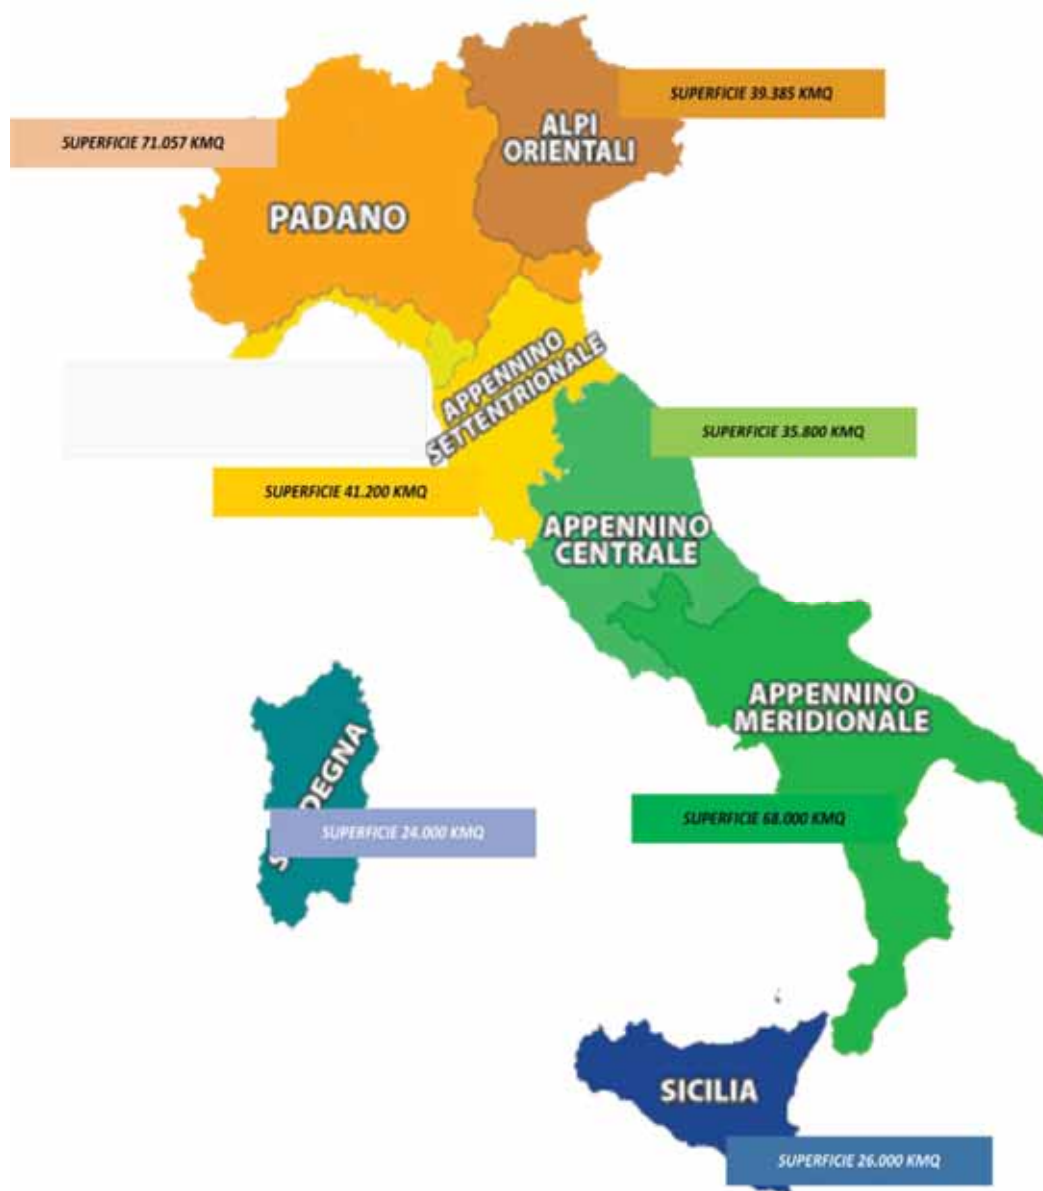 SUPERFICIE 39.385 KMQ
ALPI
ORIENTALI
SUPERFICIE 71.057 KMQ
PADANO
APPENNINO
SETTENTRIONALE
SUPERFICIE 35.800 KMQ
SUPERFICIE 41.200 KMQ
APPENNINO
CENTRALE
APPENNINO
MERIDIONALE
DEGNA
SUPERFICIE 68.000 KMQ
SUPERFICIE 24.000 KMQ
SICILIA
SUPERFICIE 26.000 KMQ